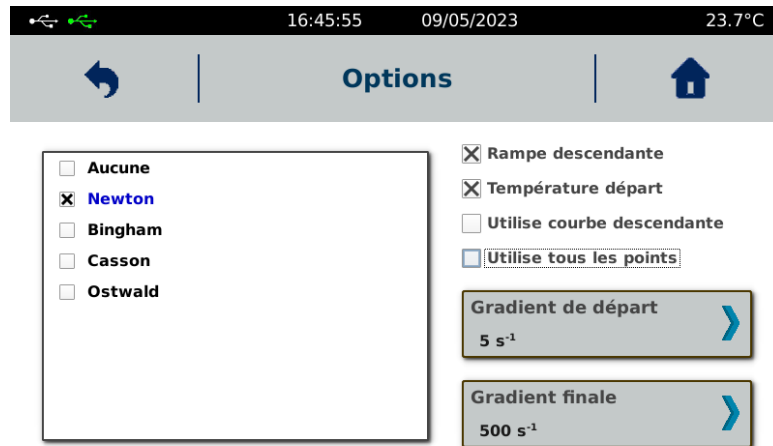 16:45:55 09/05/2023 23.7°C
Options
Aucune
Newton
Bingham
Casson
Ostwald
Rampe descendante
Température départ
Utilise courbe descendante
Utilise tous les points
Gradient de départ
5 s⁻¹
Gradient finale
500 s⁻¹